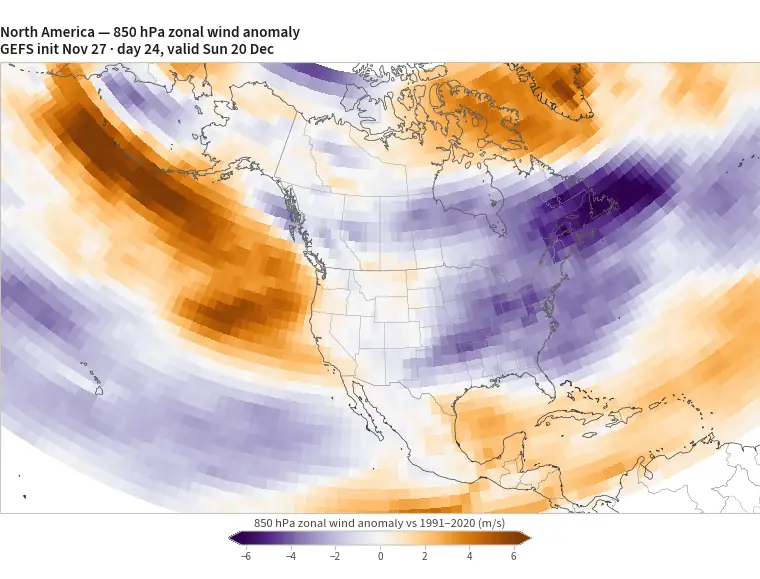 North America — 850 hPa zonal wind anomaly
GEFS init Nov 27 · day 24, valid Sun 20 Dec
850 hPa zonal wind anomaly vs 1991–2020 (m/s)
−6 −4 −2 0 2 4 6